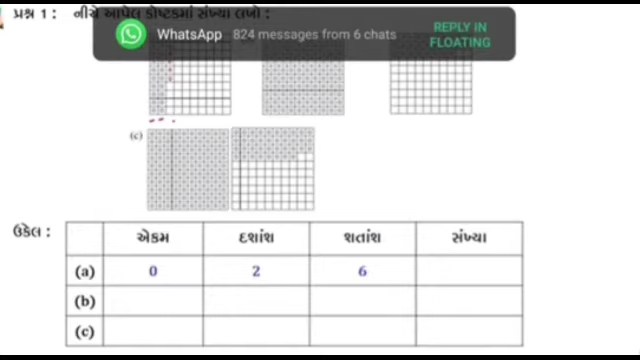 પ્રશ્ન 1 : નીચે આપેલ કોષ્ટકમાં સંખ્યા લખો :
WhatsApp 824 messages from 6 chats
REPLY IN FLOATING
(c)
ઉકેલ :
એકમ દશાંશ શતાંશ સંખ્યા
(a) 0 2 6
(b)
(c)